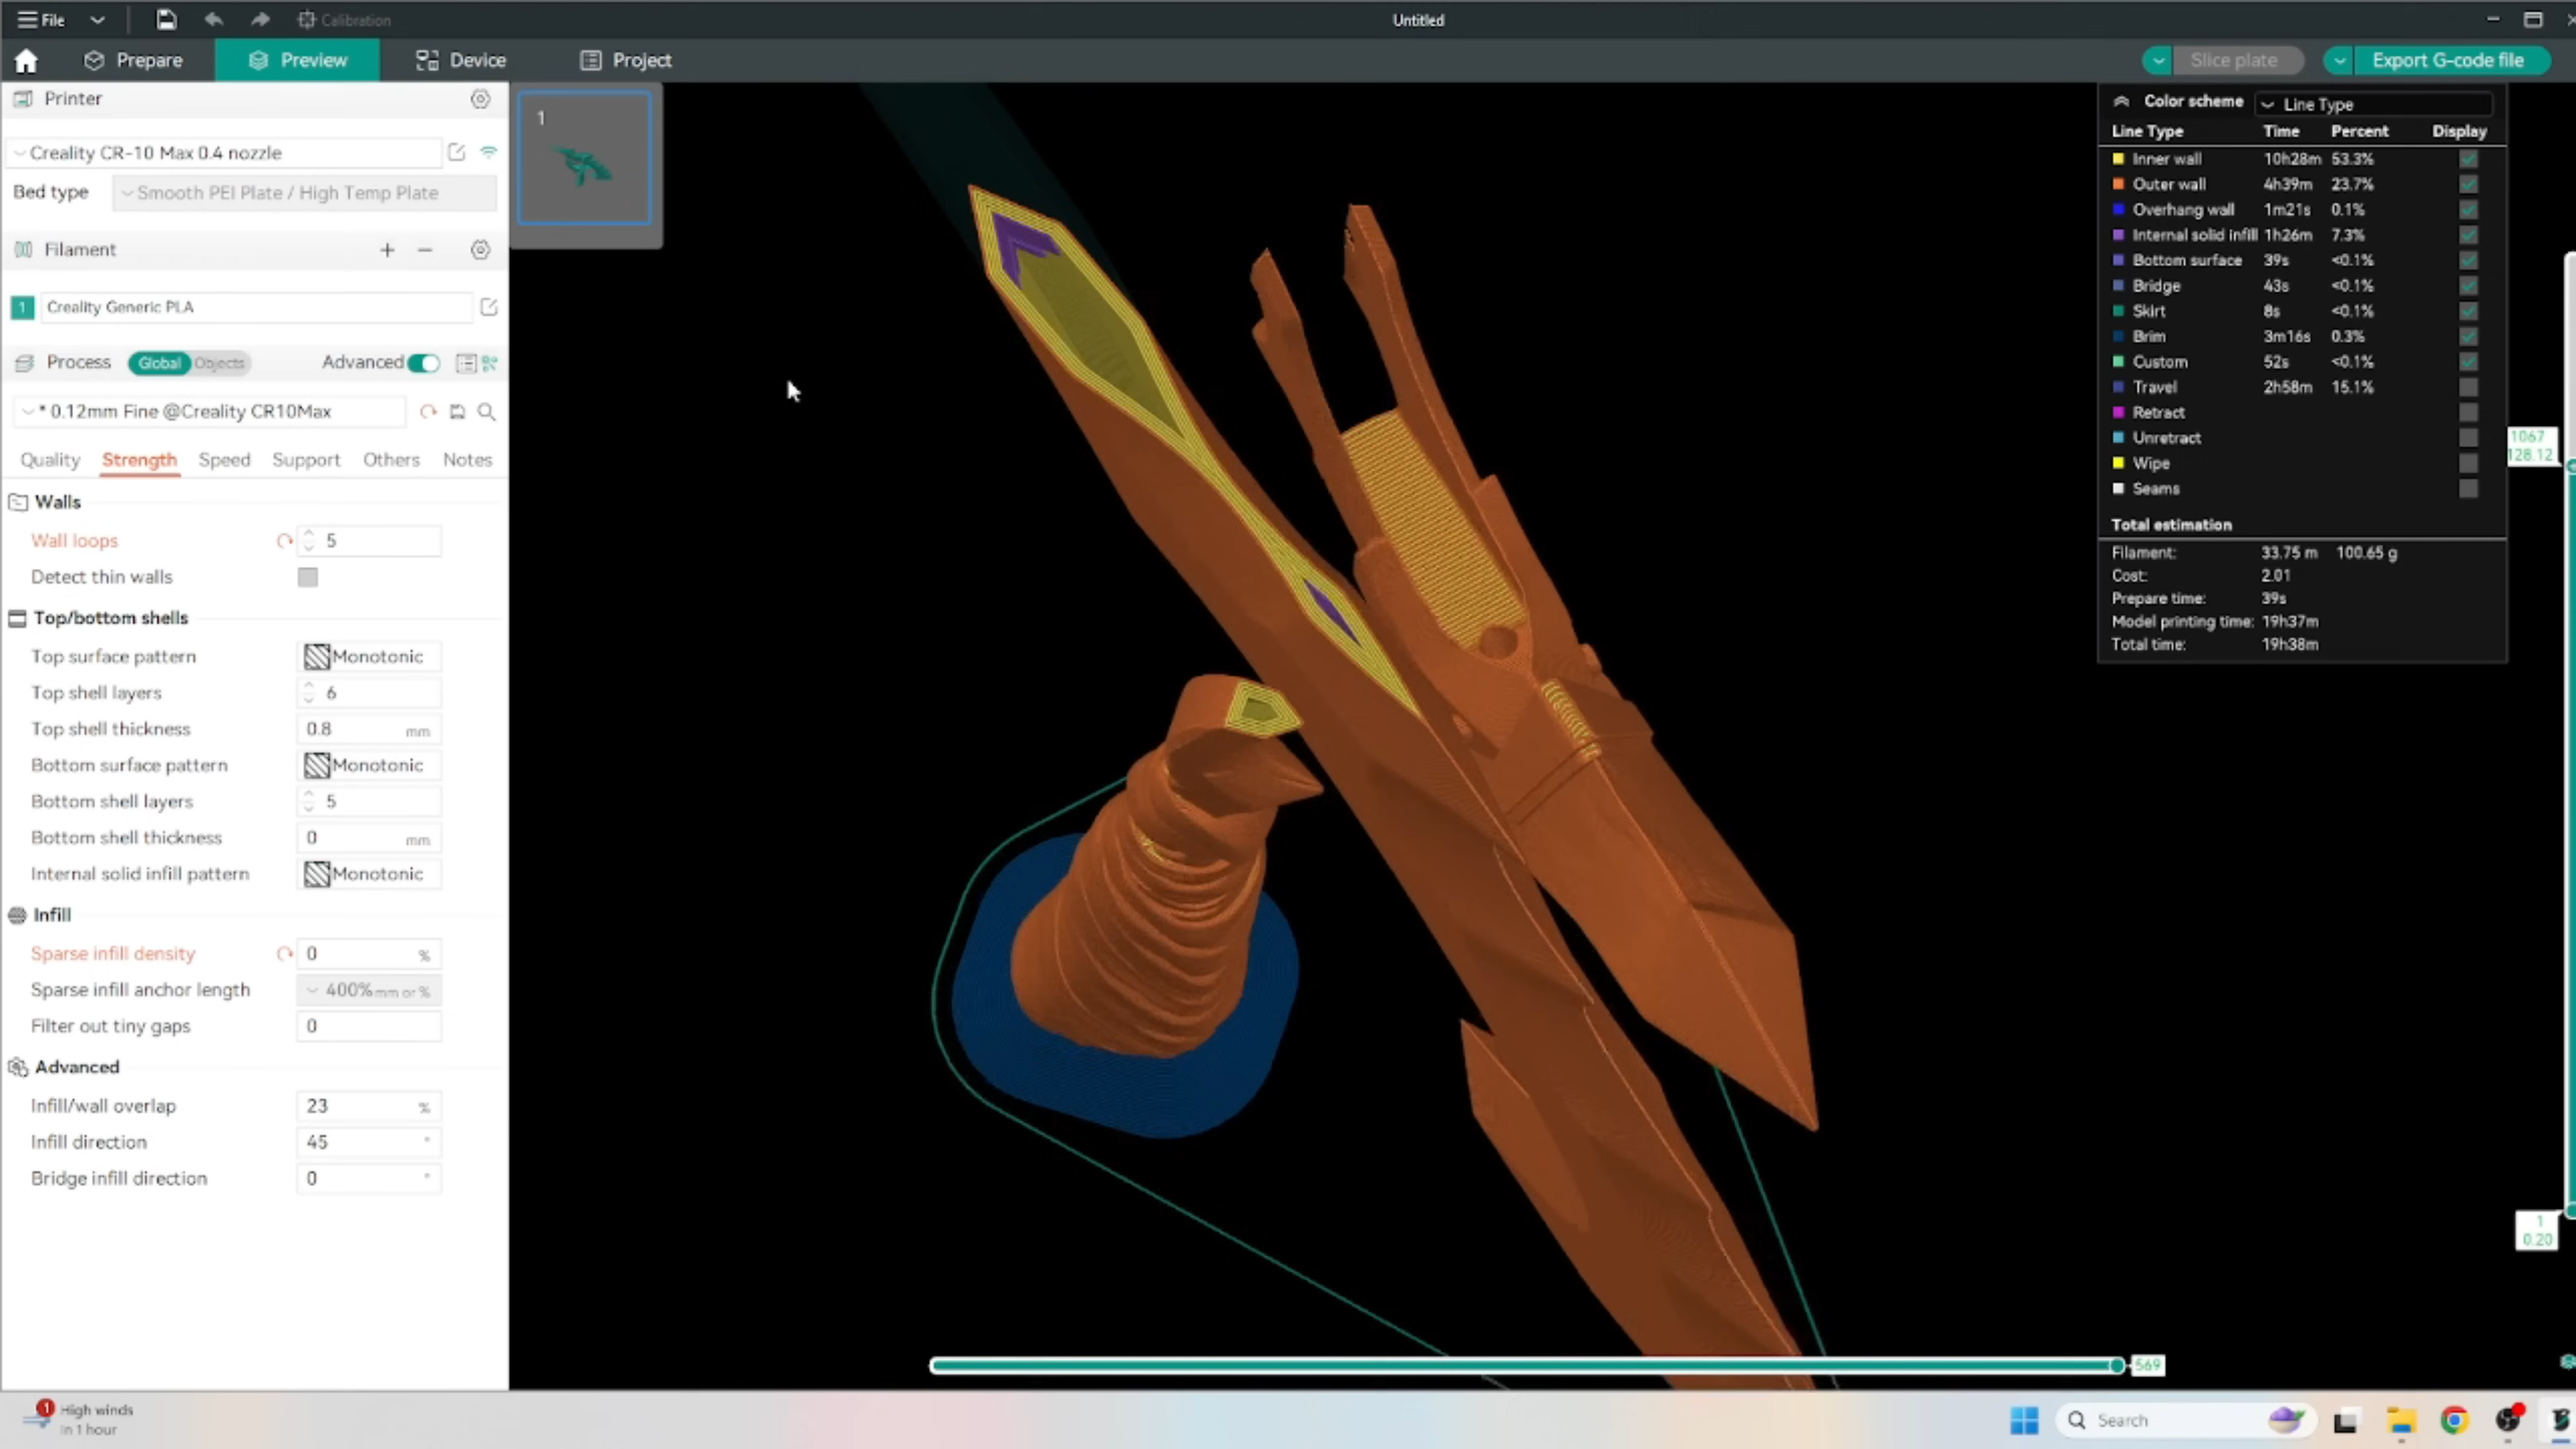 File
Calibration
Untitled
Prepare
Preview
Device
Project
Slice plate
Export G-code file
Printer
Creality CR-10 Max 0.4 nozzle
Bed type
Smooth PEI Plate / High Temp Plate
Filament
1 Creality Generic PLA
Process Global Objects Advanced
* 0.12mm Fine @Creality CR10Max
Quality Strength Speed Support Others Notes
Walls
Wall loops 5
Detect thin walls
Top/bottom shells
Top surface pattern Monotonic
Top shell layers 6
Top shell thickness 0.8 mm
Bottom surface pattern Monotonic
Bottom shell layers 5
Bottom shell thickness 0 mm
Internal solid infill pattern Monotonic
Infill
Sparse infill density 0 %
Sparse infill anchor length 400% mm or %
Filter out tiny gaps 0
Advanced
Infill/wall overlap 23 %
Infill direction 45 °
Bridge infill direction 0 °
1
Color scheme Line Type
Line Type Time Percent Display
Inner wall 10h28m 53.3%
Outer wall 4h39m 23.7%
Overhang wall 1m21s 0.1%
Internal solid infill 1h26m 7.3%
Bottom surface 39s <0.1%
Bridge 43s <0.1%
Skirt 8s <0.1%
Brim 3m16s 0.3%
Custom 52s <0.1%
Travel 2h58m 15.1%
Retract
Unretract
Wipe
Seams
Total estimation
Filament: 33.75 m 100.65 g
Cost: 2.01
Prepare time: 39s
Model printing time: 19h37m
Total time: 19h38m
1067
128.12
1
0.20
569
1
High winds
In 1 hour
Search